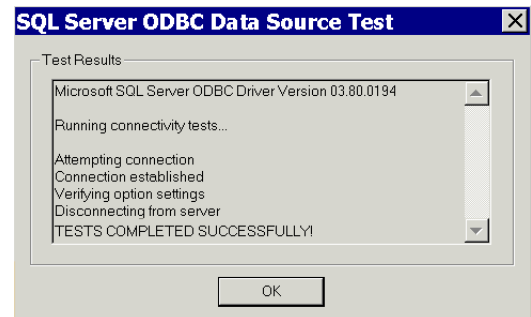 SQL Server ODBC Data Source Test
Test Results
Microsoft SQL Server ODBC Driver Version 03.80.0194
Running connectivity tests...
Attempting connection
Connection established
Verifying option settings
Disconnecting from server
TESTS COMPLETED SUCCESSFULLY!
OK